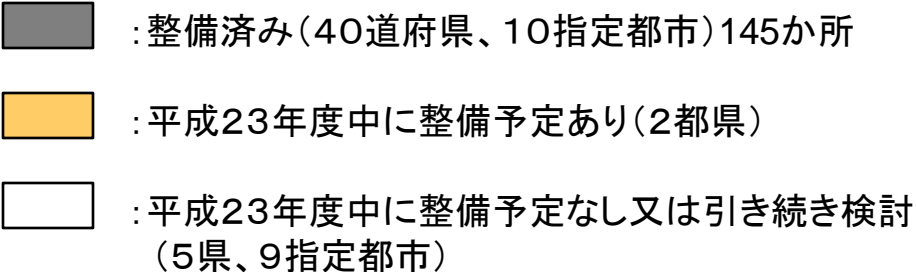 ：整備済み（４０道府県、１０指定都市）145か所
：平成２３年度中に整備予定あり（２都県）
：平成２３年度中に整備予定なし又は引き続き検討
（５県、９指定都市）